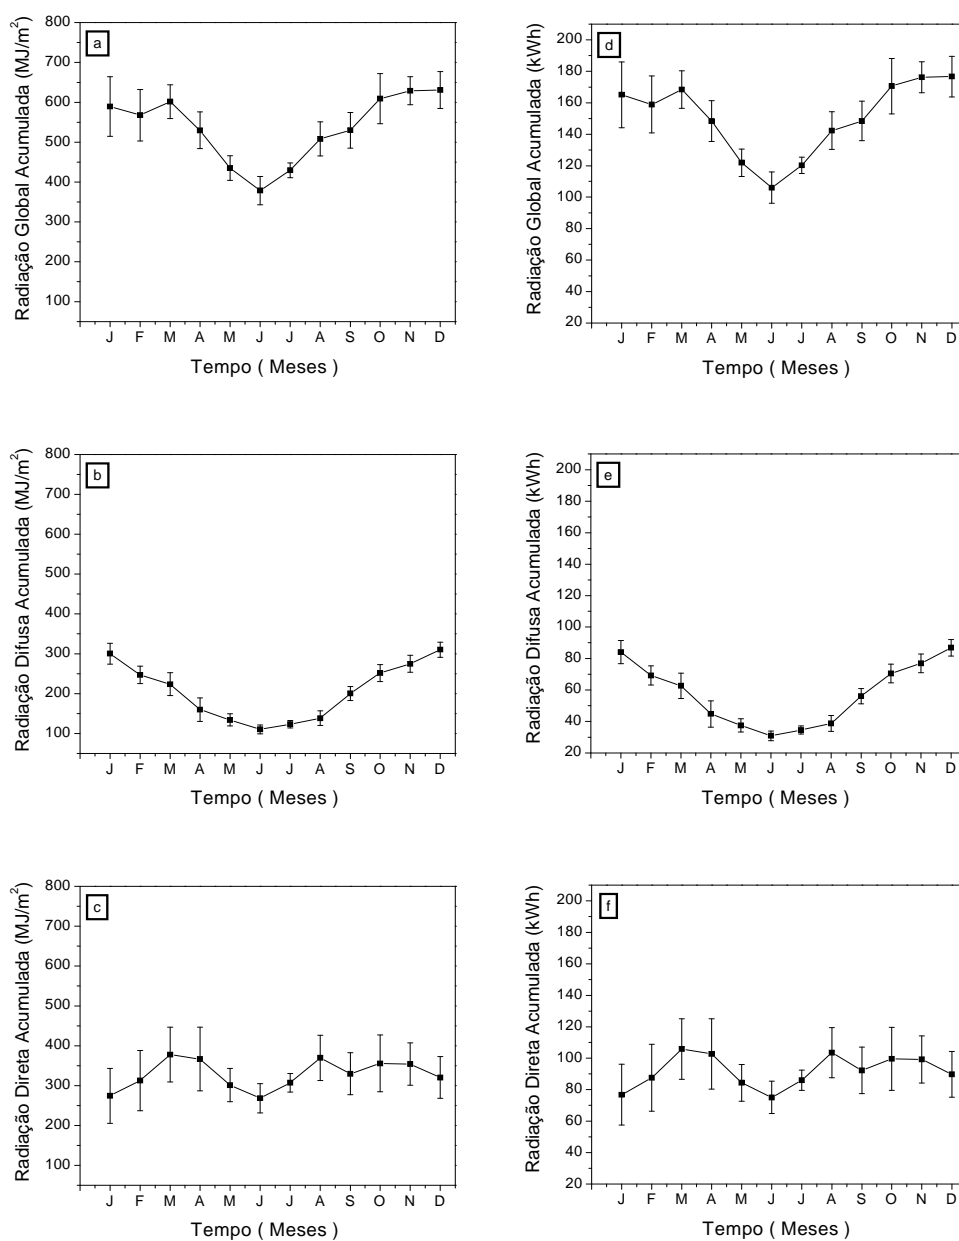 a
Radiação Global Acumulada (MJ/m²)
800
700
600
500
400
300
200
100
J F M A M J J A S O N D
Tempo ( Meses )
d
Radiação Global Acumulada (kWh)
200
180
160
140
120
100
80
60
40
20
J F M A M J J A S O N D
Tempo ( Meses )
b
Radiação Difusa Acumulada (MJ/m²)
800
700
600
500
400
300
200
100
J F M A M J J A S O N D
Tempo ( Meses )
e
Radiação Difusa Acumulada (kWh)
200
180
160
140
120
100
80
60
40
20
J F M A M J J A S O N D
Tempo ( Meses )
c
Radiação Direta Acumulada (MJ/m²)
800
700
600
500
400
300
200
100
J F M A M J J A S O N D
Tempo ( Meses )
f
Radiação Direta Acumulada (kWh)
200
180
160
140
120
100
80
60
40
20
J F M A M J J A S O N D
Tempo ( Meses )